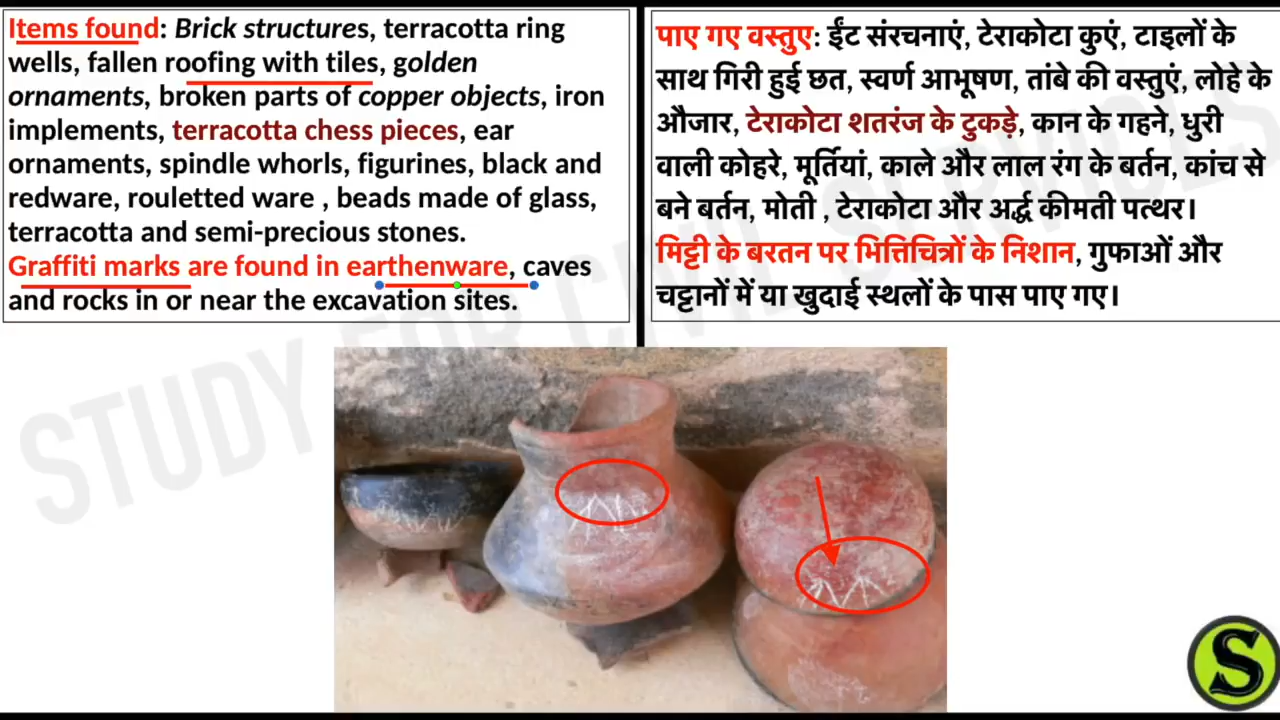 Items found: Brick structures, terracotta ring
wells, fallen roofing with tiles, golden
ornaments, broken parts of copper objects, iron
implements, terracotta chess pieces, ear
ornaments, spindle whorls, figurines, black and
redware, rouletted ware , beads made of glass,
terracotta and semi-precious stones.
Graffiti marks are found in earthenware, caves
and rocks in or near the excavation sites.
पाए गए वस्तुए: ईंट संरचनाएं, टेराकोटा कुएं, टाइलों के
साथ गिरी हुई छत, स्वर्ण आभूषण, तांबे की वस्तुएं, लोहे के
औजार, टेराकोटा शतरंज के टुकड़े, कान के गहने, धुरी
वाली कोहरे, मूर्तियां, काले और लाल रंग के बर्तन, कांच से
बने बर्तन, मोती , टेराकोटा और अर्द्ध कीमती पत्थर।
मिट्टी के बरतन पर भित्तिचित्रों के निशान, गुफाओं और
चट्टानों में या खुदाई स्थलों के पास पाए गए।
STUDY FOR CIVIL SERVICES
S